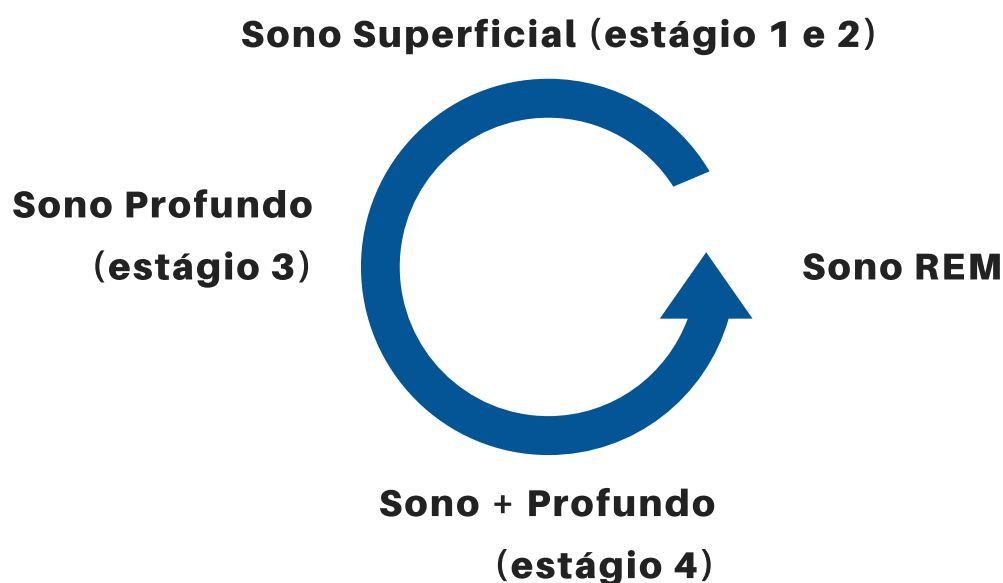 Sono Superficial (estágio 1 e 2)
Sono Profundo
(estágio 3)
Sono REM
Sono + Profundo
(estágio 4)